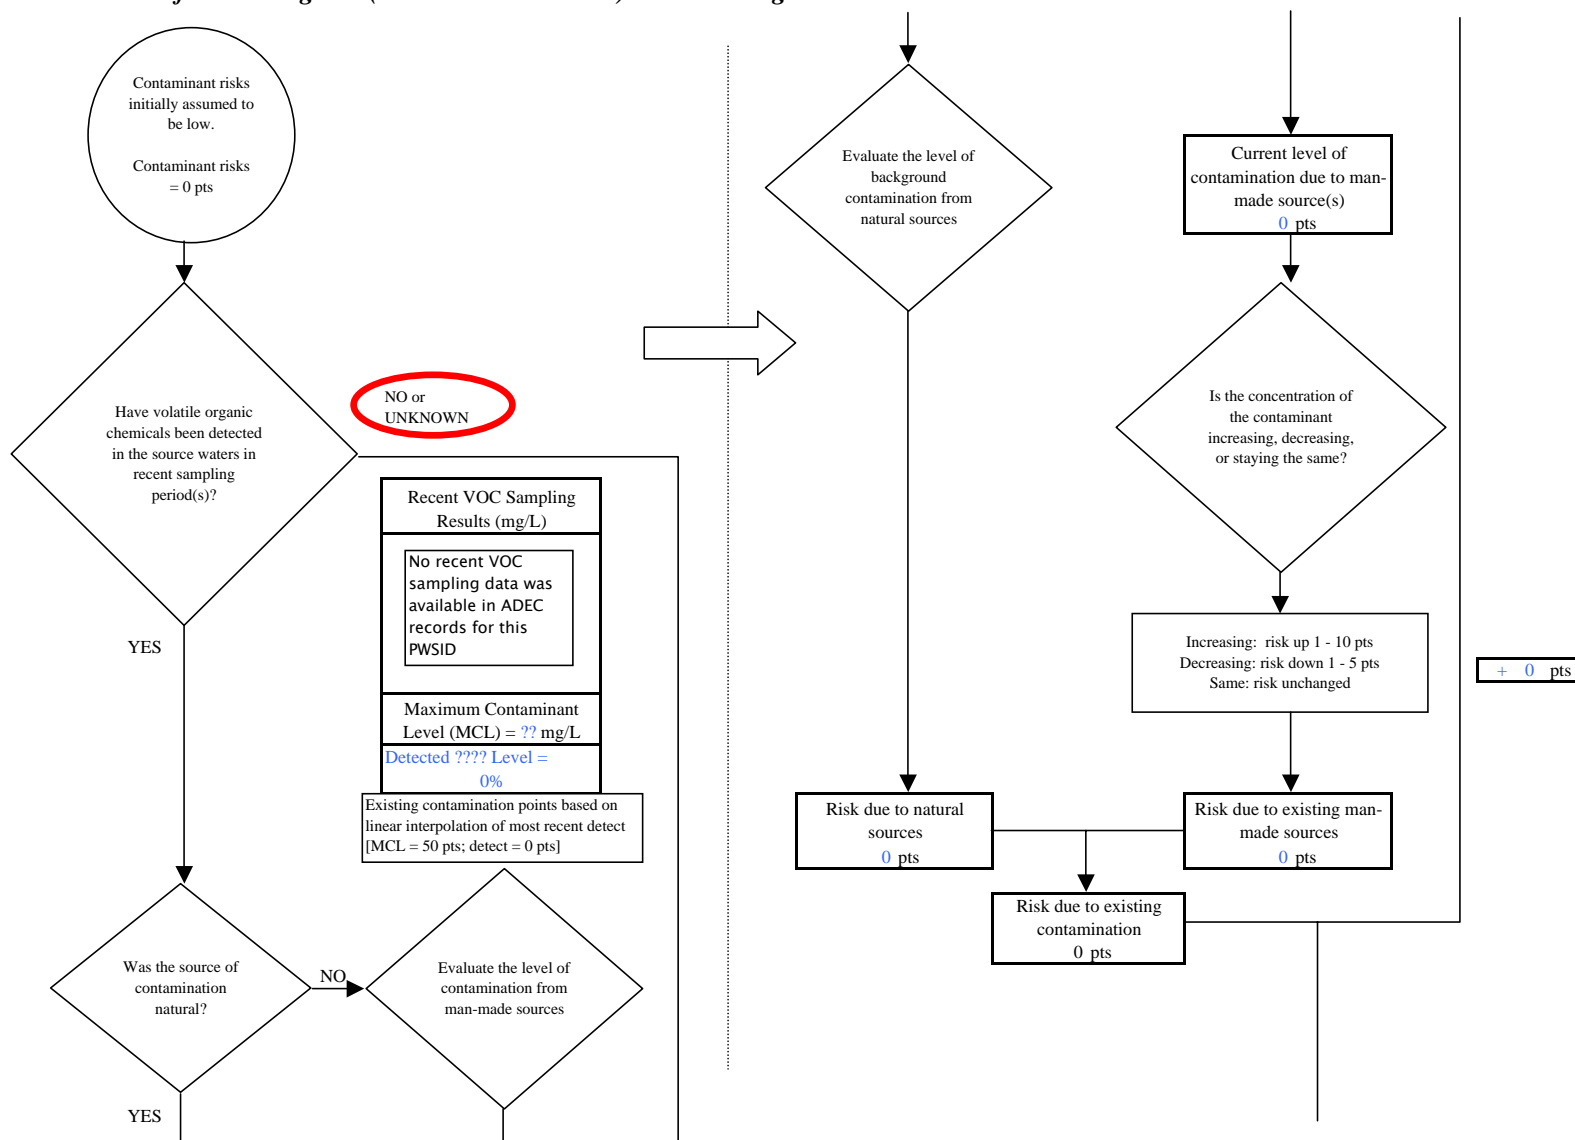 Contaminant risks
initially assumed to
be low.
Contaminant risks
= 0 pts
Have volatile organic
chemicals been detected
in the source waters in
recent sampling
period(s)?
NO or
UNKNOWN
YES
Recent VOC Sampling
Results (mg/L)
No recent VOC
sampling data was
available in ADEC
records for this
PWSID
Maximum Contaminant
Level (MCL) = ?? mg/L
Detected ???? Level =
0%
Existing contamination points based on
linear interpolation of most recent detect
[MCL = 50 pts; detect = 0 pts]
Was the source of
contamination
natural?
NO
Evaluate the level of
contamination from
man-made sources
YES
Evaluate the level of
background
contamination from
natural sources
Current level of
contamination due to man-
made source(s)
0 pts
Is the concentration of
the contaminant
increasing, decreasing,
or staying the same?
Increasing: risk up 1 - 10 pts
Decreasing: risk down 1 - 5 pts
Same: risk unchanged
+ 0 pts
Risk due to natural
sources
0 pts
Risk due to existing man-
made sources
0 pts
Risk due to existing
contamination
0 pts